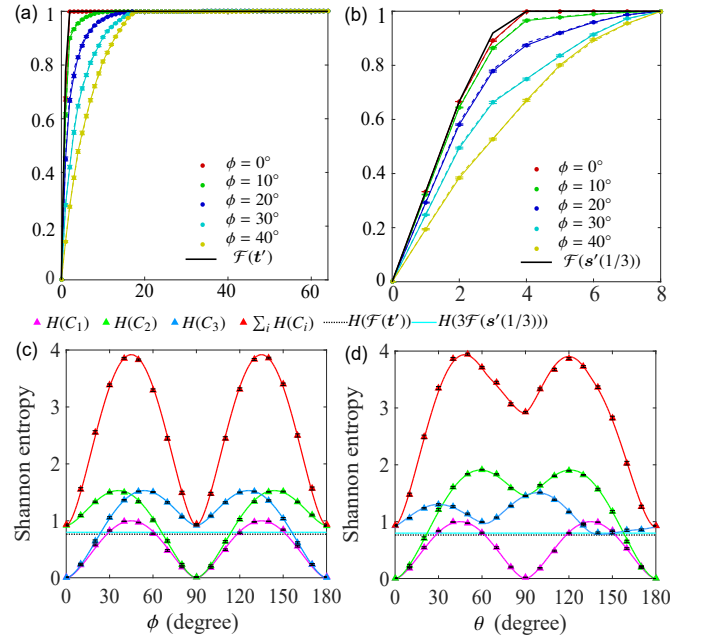 (a)
1
0.8
0.6
0.4
0.2
0
ϕ = 0°
ϕ = 10°
ϕ = 20°
ϕ = 30°
ϕ = 40°
ℱ(t′)
0 10 20 30 40 50 60
(b)
1
0.8
0.6
0.4
0.2
0
ϕ = 0°
ϕ = 10°
ϕ = 20°
ϕ = 30°
ϕ = 40°
ℱ(s′(1/3))
0 2 4 6 8
H(C₁) H(C₂) H(C₃) ∑ᵢ H(Cᵢ) H(ℱ(t′)) H(3ℱ(s′(1/3)))
(c)
Shannon entropy
4
3
2
1
0
0 30 60 90 120 150 180
ϕ (degree)
(d)
Shannon entropy
4
3
2
1
0
0 30 60 90 120 150 180
θ (degree)